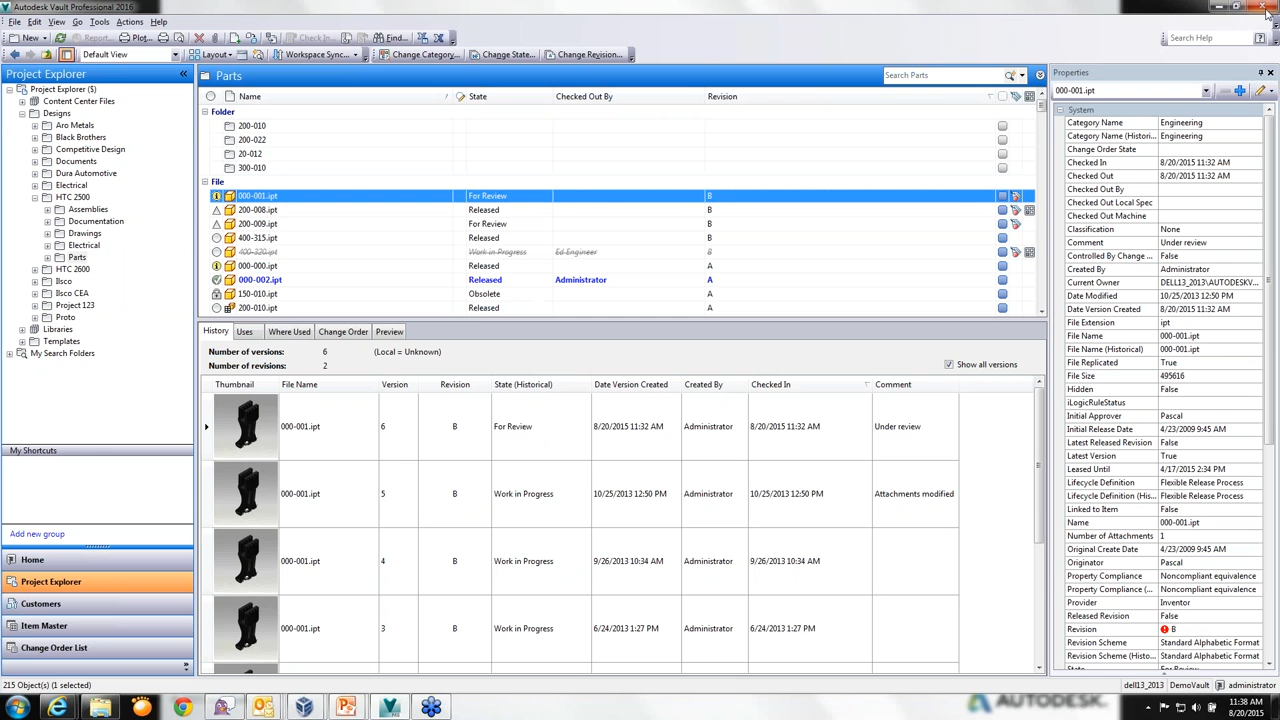 Autodesk Vault Professional 2016
File Edit View Go Tools Actions Help
New Report... Plot... Check In... Find... Search Help
Default View Layout Workspace Sync... Change Category... Change State... Change Revision...
Project Explorer
Project Explorer ($)
Content Center Files
Designs
Aro Metals
Black Brothers
Competitive Design
Documents
Dura Automotive
Electrical
HTC 2500
Assemblies
Documentation
Drawings
Electrical
Parts
HTC 2600
Ilsco
Ilsco CEA
Project 123
Proto
Libraries
Templates
My Search Folders
My Shortcuts
Add new group
Home
Project Explorer
Customers
Item Master
Change Order List
Parts Search Parts
Name State Checked Out By Revision
Folder
200-010
200-022
20-012
300-010
File
000-001.ipt For Review B
200-008.ipt Released B
200-009.ipt For Review B
400-315.ipt Released B
400-320.ipt Work in Progress Ed Engineer B
000-000.ipt Released A
000-002.ipt Released Administrator A
150-010.ipt Obsolete A
200-010.ipt Released A
History Uses Where Used Change Order Preview
Number of versions: 6 (Local = Unknown)
Number of revisions: 2
Show all versions
Thumbnail File Name Version Revision State (Historical) Date Version Created Created By Checked In Comment
000-001.ipt 6 B For Review 8/20/2015 11:32 AM Administrator 8/20/2015 11:32 AM Under review
000-001.ipt 5 B Work in Progress 10/25/2013 12:50 PM Administrator 10/25/2013 12:50 PM Attachments modified
000-001.ipt 4 B Work in Progress 9/26/2013 10:34 AM Administrator 9/26/2013 10:34 AM
000-001.ipt 3 B Work in Progress 6/24/2013 1:27 PM Administrator 6/24/2013 1:27 PM
Properties
000-001.ipt
System
Category Name Engineering
Category Name (Histori... Engineering
Change Order State
Checked In 8/20/2015 11:32 AM
Checked Out 8/20/2015 11:32 AM
Checked Out By
Checked Out Local Spec
Checked Out Machine
Classification None
Comment Under review
Controlled By Change ... False
Created By Administrator
Current Owner DELL13_2013\AUTODESKV...
Date Modified 10/25/2013 12:50 PM
Date Version Created 8/20/2015 11:32 AM
File Extension ipt
File Name 000-001.ipt
File Name (Historical) 000-001.ipt
File Replicated True
File Size 495616
Hidden False
iLogicRuleStatus
Initial Approver Pascal
Initial Release Date 4/23/2009 9:45 AM
Latest Released Revision False
Latest Version True
Leased Until 4/17/2015 2:34 PM
Lifecycle Definition Flexible Release Process
Lifecycle Definition (His... Flexible Release Process
Linked to Item False
Name 000-001.ipt
Number of Attachments 1
Original Create Date 4/23/2009 9:45 AM
Originator Pascal
Property Compliance Noncompliant equivalence
Property Compliance (... Noncompliant equivalence
Provider Inventor
Released Revision False
Revision B
Revision Scheme Standard Alphabetic Format
Revision Scheme (Histo... Standard Alphabetic Format
State For Review
215 Object(s) (1 selected) dell13_2013 DemoVault administrator
AUTODESK
11:38 AM
8/20/2015